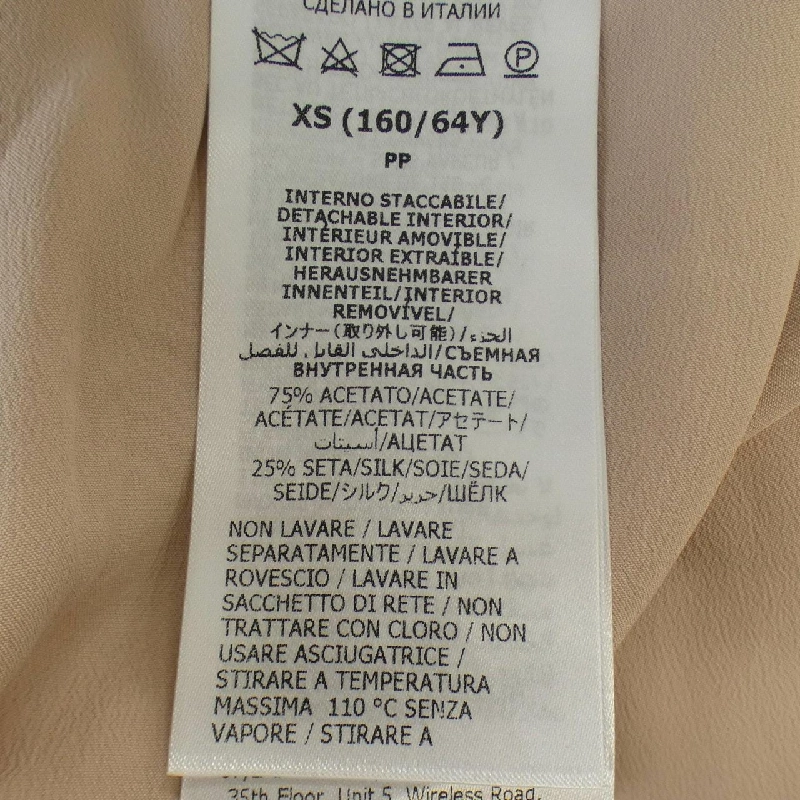 СДЕЛАНО В ИТАЛИИ
P
XS (160/64Y)
PP
INTERNO STACCABILE/
DETACHABLE INTERIOR/
INTÉRIEUR AMOVIBLE/
INTERIOR EXTRAÍBLE/
HERAUSNEHMBARER
INNENTEIL/INTERIOR
REMOVÍVEL/
インナー(取り外し可能)/الجزء
الداخلي القابل للفصل/СЪЕМНАЯ
ВНУТРЕННАЯ ЧАСТЬ
75% ACETATO/ACETATE/
ACÉTATE/ACETAT/アセテート/
أسيتات/АЦЕТАТ
25% SETA/SILK/SOIE/SEDA/
SEIDE/シルク/حرير/ШЁЛК
NON LAVARE / LAVARE
SEPARATAMENTE / LAVARE A
ROVESCIO / LAVARE IN
SACCHETTO DI RETE / NON
TRATTARE CON CLORO / NON
USARE ASCIUGATRICE /
STIRARE A TEMPERATURA
MASSIMA 110 °C SENZA
VAPORE / STIRARE A
35th Floor, Unit 5, Wireless Road,